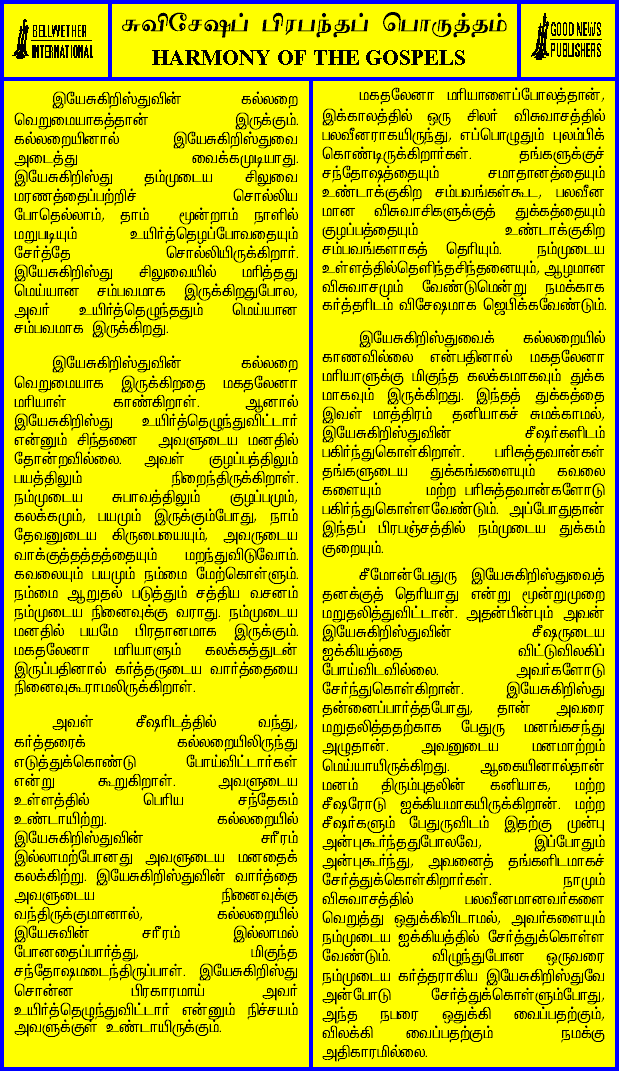 BELLWETHER
INTERNATIONAL
சுவிசேஷப் பிரபந்தப் பொருத்தம்
HARMONY OF THE GOSPELS
GOOD NEWS
PUBLISHERS
இயேசுகிறிஸ்துவின் கல்லறை
வெறுமையாகத்தான் இருக்கும்.
கல்லறையினால் இயேசுகிறிஸ்துவை
அடைத்து வைக்கமுடியாது.
இயேசுகிறிஸ்து தம்முடைய சிலுவை
மரணத்தைப்பற்றிச் சொல்லிய
போதெல்லாம், தாம் மூன்றாம் நாளில்
மறுபடியும் உயிர்த்தெழப்போவதையும்
சேர்த்தே சொல்லியிருக்கிறார்.
இயேசுகிறிஸ்து சிலுவையில் மரித்தது
மெய்யான சம்பவமாக இருக்கிறதுபோல,
அவர் உயிர்த்தெழுந்ததும் மெய்யான
சம்பவமாக இருக்கிறது.
இயேசுகிறிஸ்துவின் கல்லறை
வெறுமையாக இருக்கிறதை மகதலேனா
மரியாள் காண்கிறாள். ஆனால்
இயேசுகிறிஸ்து உயிர்த்தெழுந்துவிட்டார்
என்னும் சிந்தனை அவளுடைய மனதில்
தோன்றவில்லை. அவள் குழப்பத்திலும்
பயத்திலும் நிறைந்திருக்கிறாள்.
நம்முடைய சுபாவத்திலும் குழப்பமும்,
கலக்கமும், பயமும் இருக்கும்போது, நாம்
தேவனுடைய கிருபையையும், அவருடைய
வாக்குத்தத்தத்தையும் மறந்துவிடுவோம்.
கவலையும் பயமும் நம்மை மேற்கொள்ளும்.
நம்மை ஆறுதல் படுத்தும் சத்திய வசனம்
நம்முடைய நினைவுக்கு வராது. நம்முடைய
மனதில் பயமே பிரதானமாக இருக்கும்.
மகதலேனா மரியாளும் கலக்கத்துடன்
இருப்பதினால் கர்த்தருடைய வார்த்தையை
நினைவுகூராமலிருக்கிறாள்.
அவள் சீஷரிடத்தில் வந்து,
கர்த்தரைக் கல்லறையிலிருந்து
எடுத்துக்கொண்டு போய்விட்டார்கள்
என்று கூறுகிறாள். அவளுடைய
உள்ளத்தில் பெரிய சந்தேகம்
உண்டாயிற்று. கல்லறையில்
இயேசுகிறிஸ்துவின் சரீரம்
இல்லாமற்போனது அவளுடைய மனதைக்
கலக்கிற்று. இயேசுகிறிஸ்துவின் வார்த்தை
அவளுடைய நினைவுக்கு
வந்திருக்குமானால், கல்லறையில்
இயேசுவின் சரீரம் இல்லாமல்
போனதைப்பார்த்து, மிகுந்த
சந்தோஷமடைந்திருப்பாள். இயேசுகிறிஸ்து
சொன்ன பிரகாரமாய் அவர்
உயிர்த்தெழுந்துவிட்டார் என்னும் நிச்சயம்
அவளுக்குள் உண்டாயிருக்கும்.
மகதலேனா மரியாளைப்போலத்தான்,
இக்காலத்தில் ஒரு சிலர் விசுவாசத்தில்
பலவீனராகயிருந்து, எப்பொழுதும் புலம்பிக்
கொண்டிருக்கிறார்கள். தங்களுக்குச்
சந்தோஷத்தையும் சமாதானத்தையும்
உண்டாக்குகிற சம்பவங்கள்கூட, பலவீன
மான விசுவாசிகளுக்குத் துக்கத்தையும்
குழப்பத்தையும் உண்டாக்குகிற
சம்பவங்களாகத் தெரியும். நம்முடைய
உள்ளத்தில்தெளிந்தசிந்தனையும், ஆழமான
விசுவாசமும் வேண்டுமென்று நமக்காக
கர்த்தரிடம் விசேஷமாக ஜெபிக்கவேண்டும்.
இயேசுகிறிஸ்துவைக் கல்லறையில்
காணவில்லை என்பதினால் மகதலேனா
மரியாளுக்கு மிகுந்த கலக்கமாகவும் துக்க
மாகவும் இருக்கிறது. இந்தத் துக்கத்தை
இவள் மாத்திரம் தனியாகச் சுமக்காமல்,
இயேசுகிறிஸ்துவின் சீஷர்களிடம்
பகிர்ந்துகொள்கிறாள். பரிசுத்தவான்கள்
தங்களுடைய துக்கங்களையும் கவலை
களையும் மற்ற பரிசுத்தவான்களோடு
பகிர்ந்துகொள்ளவேண்டும். அப்போதுதான்
இந்தப் பிரபஞ்சத்தில் நம்முடைய துக்கம்
குறையும்.
சீமோன்பேதுரு இயேசுகிறிஸ்துவைத்
தனக்குத் தெரியாது என்று மூன்றுமுறை
மறுதலித்துவிட்டான். அதன்பின்பும் அவன்
இயேசுகிறிஸ்துவின் சீஷருடைய
ஐக்கியத்தை விட்டுவிலகிப்
போய்விடவில்லை. அவர்களோடு
சேர்ந்துகொள்கிறான். இயேசுகிறிஸ்து
தன்னைப்பார்த்தபோது, தான் அவரை
மறுதலித்ததற்காக பேதுரு மனங்கசந்து
அழுதான். அவனுடைய மனமாற்றம்
மெய்யாயிருக்கிறது. ஆகையினால்தான்
மனம் திரும்புதலின் கனியாக, மற்ற
சீஷரோடு ஐக்கியமாகயிருக்கிறான். மற்ற
சீஷர்களும் பேதுருவிடம் இதற்கு முன்பு
அன்புகூர்ந்ததுபோலவே, இப்போதும்
அன்புகூர்ந்து, அவனைத் தங்களிடமாகச்
சேர்த்துக்கொள்கிறார்கள். நாமும்
விசுவாசத்தில் பலவீனமானவர்களை
வெறுத்து ஒதுக்கிவிடாமல், அவர்களையும்
நம்முடைய ஐக்கியத்தில் சேர்த்துக்கொள்ள
வேண்டும். விழுந்துபோன ஒருவரை
நம்முடைய கர்த்தராகிய இயேசுகிறிஸ்துவே
அன்போடு சேர்த்துக்கொள்ளும்போது,
அந்த நபரை ஒதுக்கி வைப்பதற்கும்,
விலக்கி வைப்பதற்கும் நமக்கு
அதிகாரமில்லை.